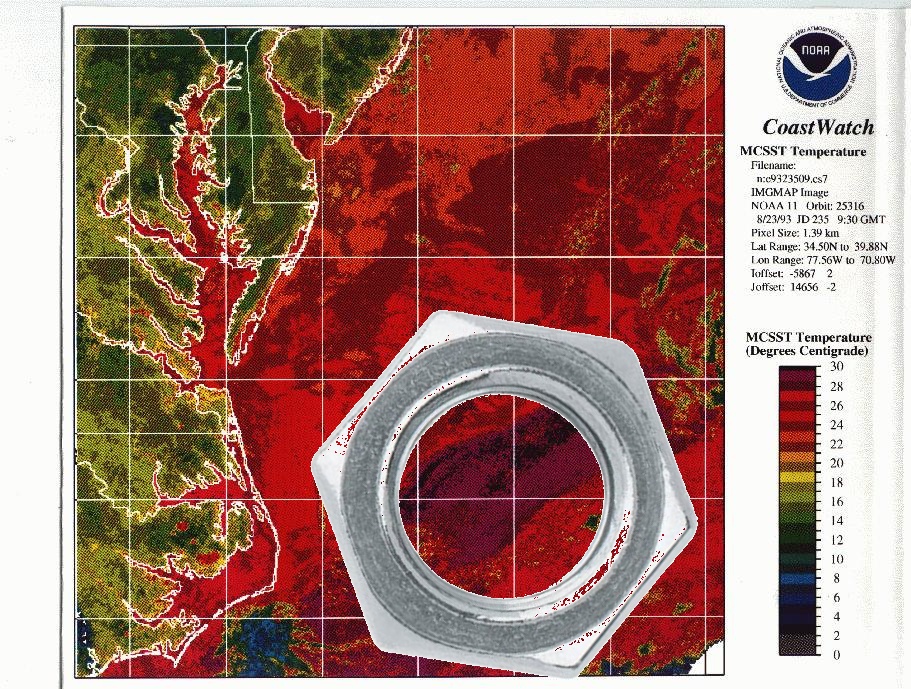 NATIONAL OCEANIC AND ATMOSPHERIC ADMINISTRATION
U.S. DEPARTMENT OF COMMERCE
NOAA
CoastWatch
MCSST Temperature
Filename:
n:c9323509.cs7
IMGMAP Image
NOAA 11 Orbit: 25316
8/23/93 JD 235 9:30 GMT
Pixel Size: 1.39 km
Lat Range: 34.50N to 39.88N
Lon Range: 77.56W to 70.80W
Ioffset: -5867 2
Joffset: 14656 -2
MCSST Temperature
(Degrees Centigrade)
30
28
26
24
22
20
18
16
14
12
10
8
6
4
2
0